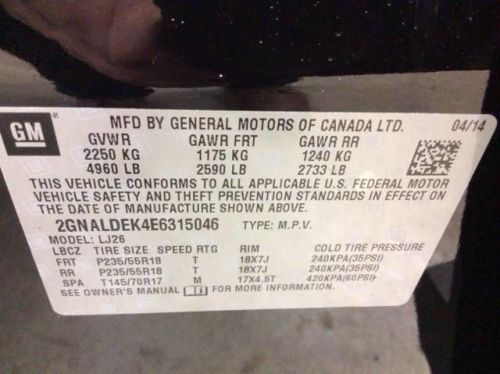 GM
MFD BY GENERAL MOTORS OF CANADA LTD. 04/14
GVWR GAWR FRT GAWR RR
2250 KG 1175 KG 1240 KG
4960 LB 2590 LB 2733 LB
THIS VEHICLE CONFORMS TO ALL APPLICABLE U.S. FEDERAL MOTOR
VEHICLE SAFETY AND THEFT PREVENTION STANDARDS IN EFFECT ON
THE DATE OF MANUFACTURE SHOWN ABOVE.
2GNALDEK4E6315046 TYPE: M.P.V.
MODEL: LJ26
LBCZ TIRE SIZE SPEED RTG RIM COLD TIRE PRESSURE
FRT P235/55R18 T 18X7J 240KPA(35PSI)
RR P235/55R18 T 18X7J 240KPA(35PSI)
SPA T145/70R17 M 17X4.5T 420KPA(60PSI)
SEE OWNER'S MANUAL FOR MORE INFORMATION.